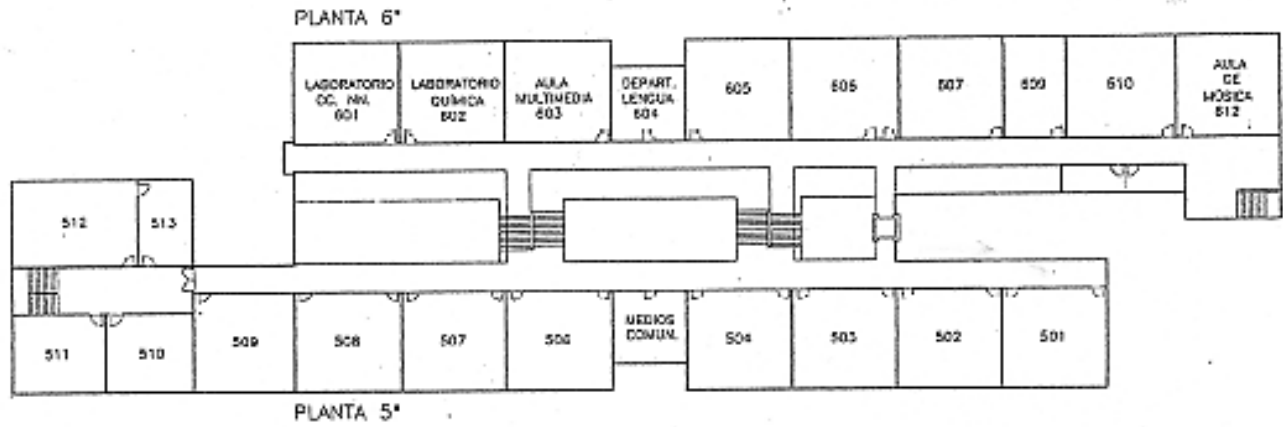 PLANTA 6ª
LABORATORIO
CC. NN.
601
LABORATORIO
QUÍMICA
602
AULA
MULTIMEDIA
603
DEPART.
LENGUA
604
605
606
607
609
610
AULA
DE
MÚSICA
612
512
513
511
510
509
508
507
506
MEDIOS
COMUN.
504
503
502
501
PLANTA 5ª